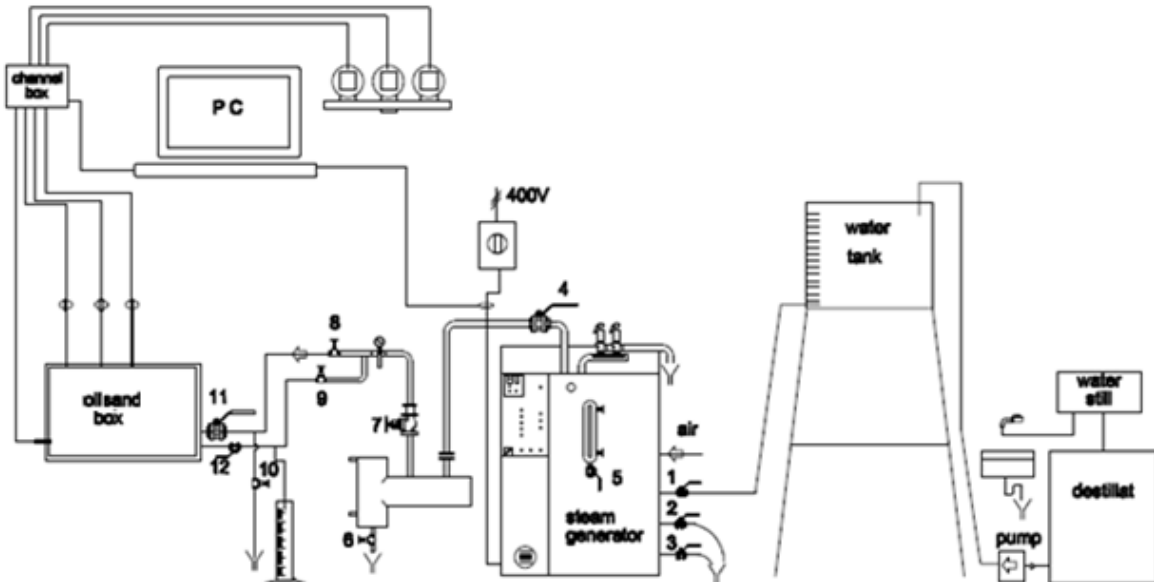 channel
box
PC
400V
water
tank
4
8
9
11
oil sand
box
12
10
7
6
5
air
1
2
3
steam
generator
water
still
destillat
pump